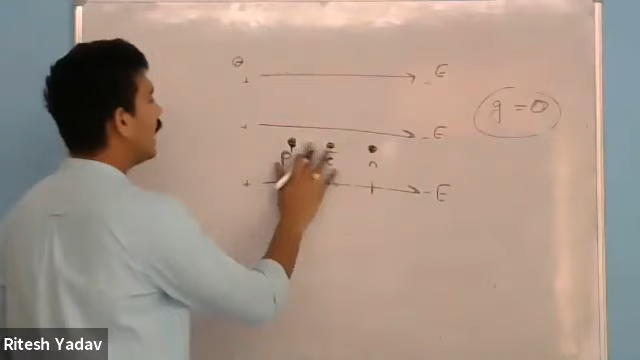 + - E
+ - E
g = 0
p e n
+ - E
Ritesh Yadav